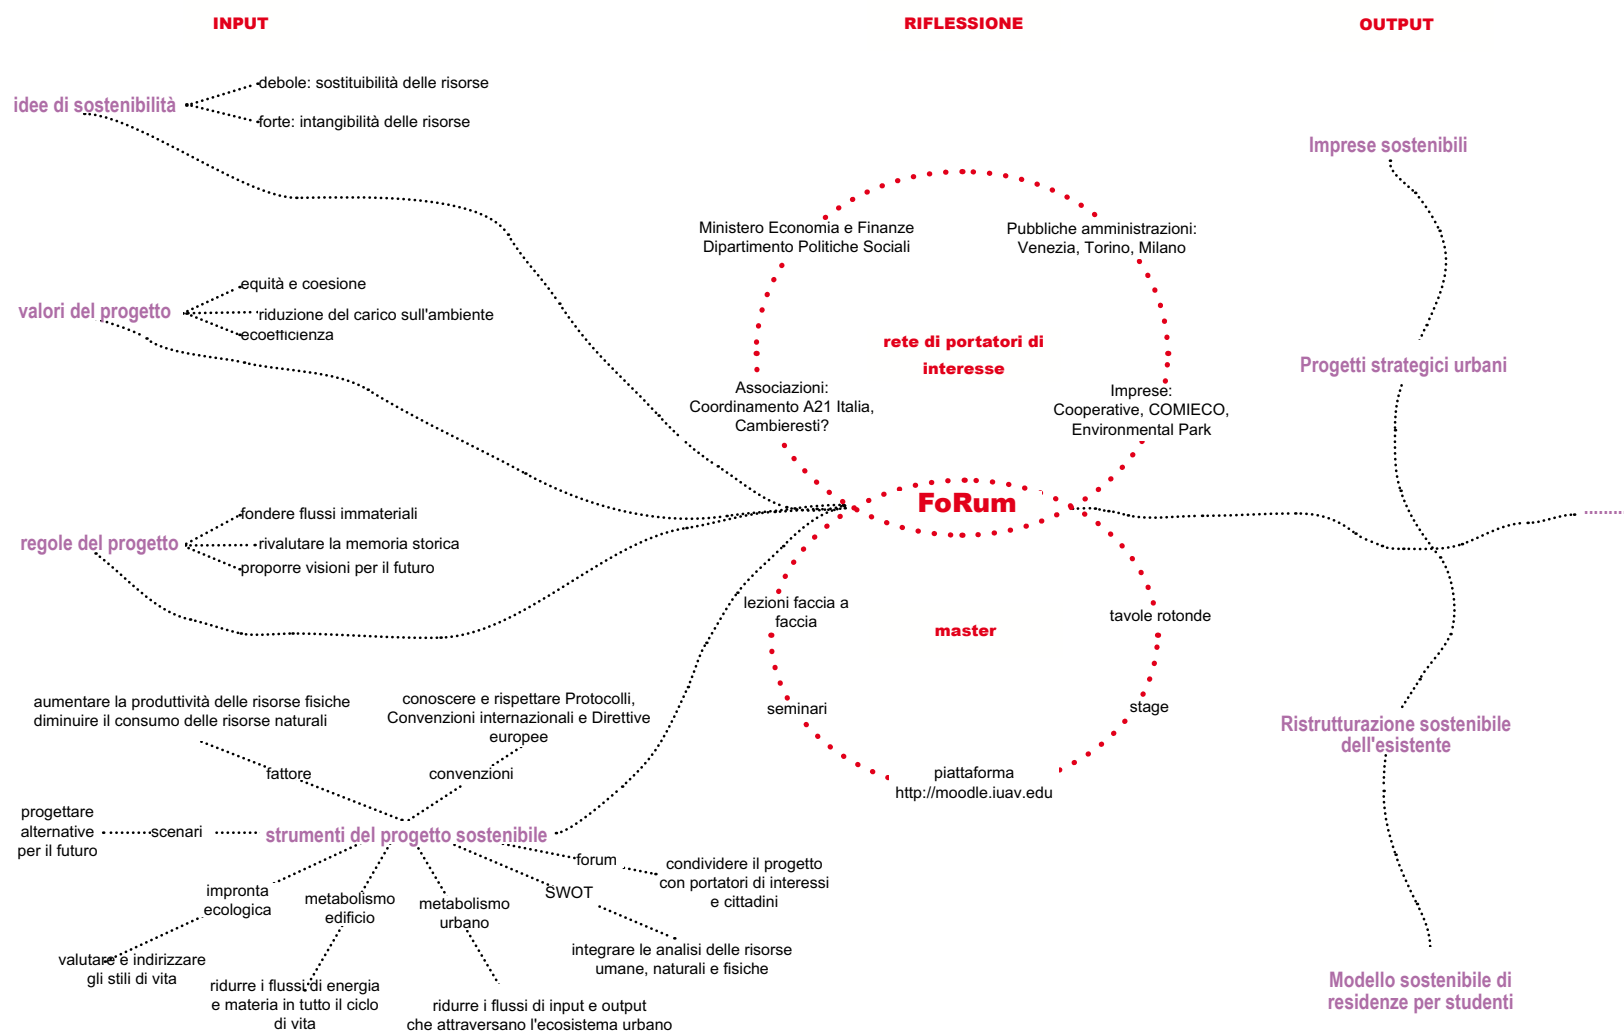 INPUT
RIFLESSIONE
OUTPUT
idee di sostenibilità
debole: sostituibilità delle risorse
forte: intangibilità delle risorse
valori del progetto
equità e coesione
riduzione del carico sull'ambiente
ecoefficienza
regole del progetto
fondere flussi immateriali
rivalutare la memoria storica
proporre visioni per il futuro
aumentare la produttività delle risorse fisiche
diminuire il consumo delle risorse naturali
conoscere e rispettare Protocolli,
Convenzioni internazionali e Direttive
europee
fattore
convenzioni
progettare
alternative
per il futuro
scenari
strumenti del progetto sostenibile
impronta
ecologica
metabolismo
edificio
metabolismo
urbano
SWOT
forum
condividere il progetto
con portatori di interessi
e cittadini
valutare e indirizzare
gli stili di vita
ridurre i flussi di energia
e materia in tutto il ciclo
di vita
ridurre i flussi di input e output
che attraversano l'ecosistema urbano
integrare le analisi delle risorse
umane, naturali e fisiche
Ministero Economia e Finanze
Dipartimento Politiche Sociali
Pubbliche amministrazioni:
Venezia, Torino, Milano
rete di portatori di
interesse
Associazioni:
Coordinamento A21 Italia,
Cambieresti?
Imprese:
Cooperative, COMIECO,
Environmental Park
FoRum
lezioni faccia a
faccia
master
tavole rotonde
seminari
stage
piattaforma
http://moodle.iuav.edu
Imprese sostenibili
Progetti strategici urbani
Ristrutturazione sostenibile
dell'esistente
Modello sostenibile di
residenze per studenti